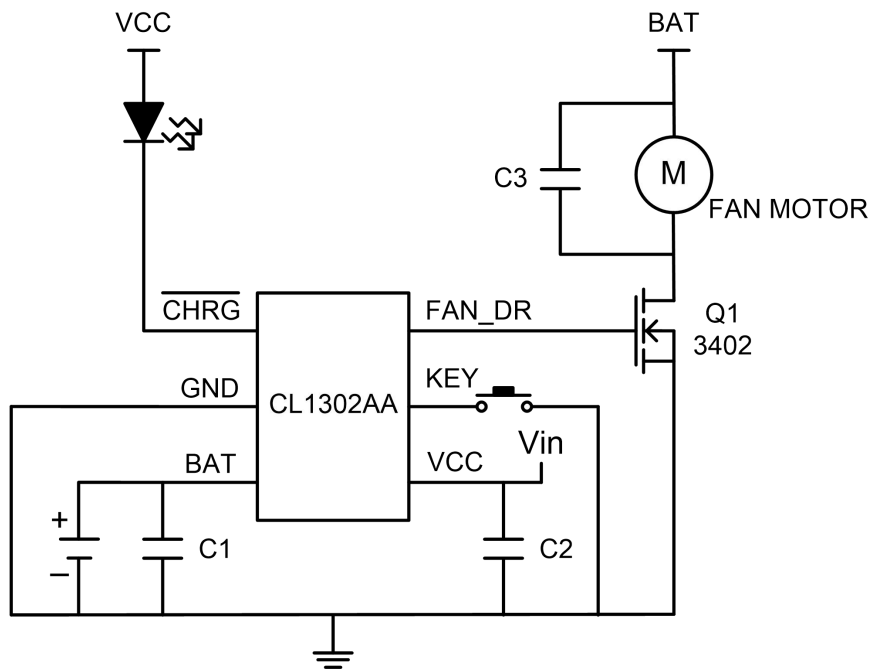 VCC
BAT
C3
M
FAN MOTOR
CHRG
FAN_DR
Q1
3402
GND
CL1302AA
KEY
Vin
BAT
VCC
+
C1
C2
–